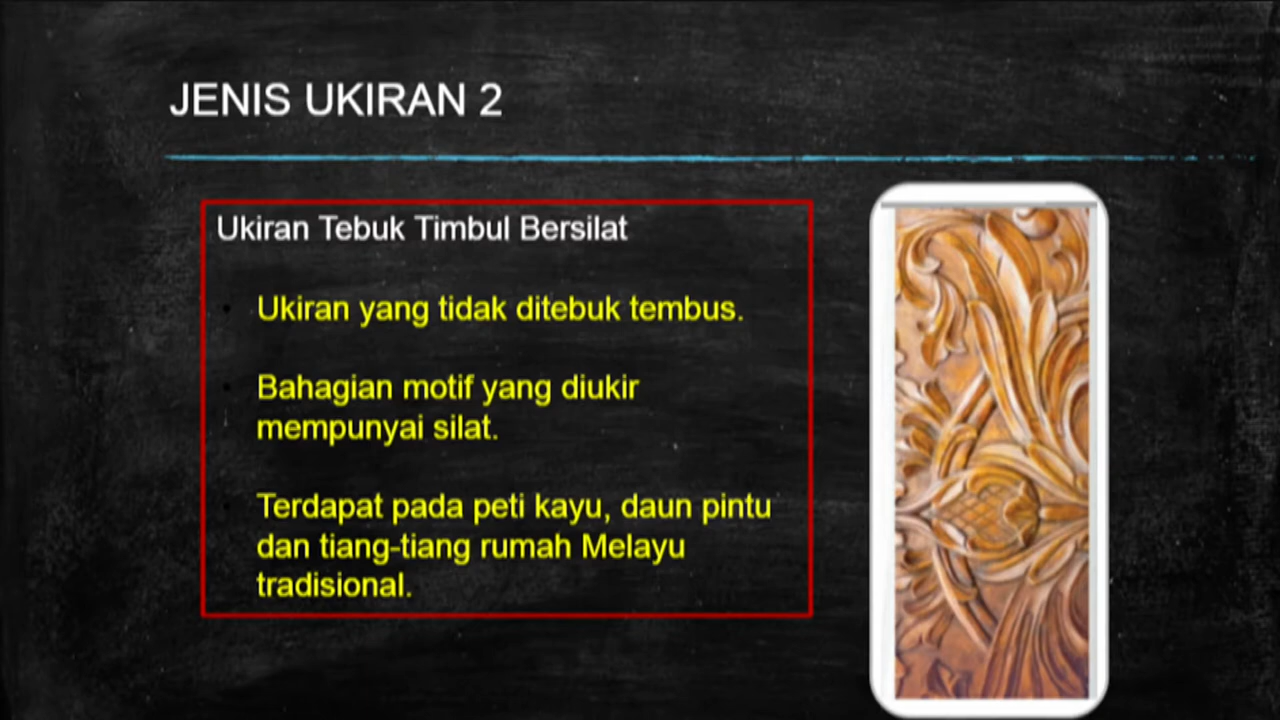 JENIS UKIRAN 2
Ukiran Tebuk Timbul Bersilat
Ukiran yang tidak ditebuk tembus.
Bahagian motif yang diukir
mempunyai silat.
Terdapat pada peti kayu, daun pintu
dan tiang-tiang rumah Melayu
tradisional.